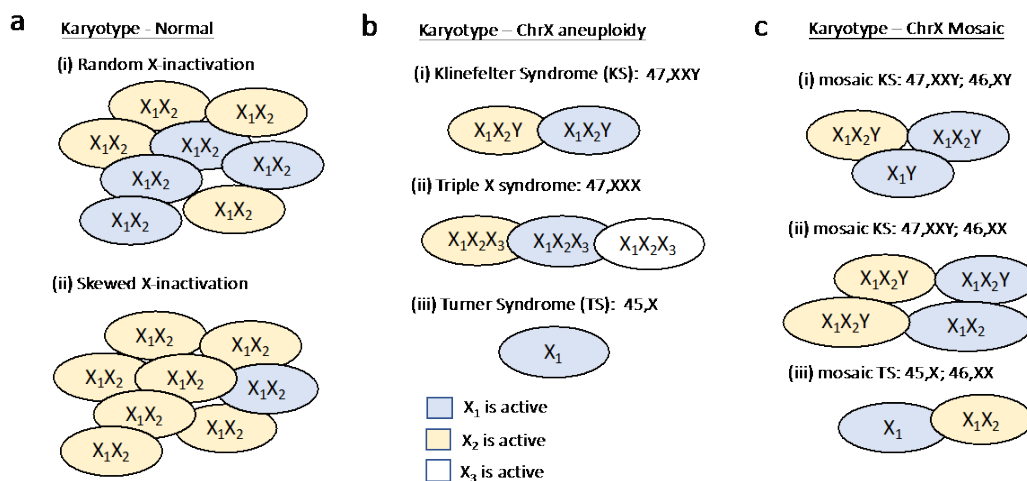 a
Karyotype - Normal
(i) Random X-inactivation
X1X2
X1X2
X1X2
X1X2
X1X2
X1X2
X1X2
X1X2
(ii) Skewed X-inactivation
X1X2
X1X2
X1X2
X1X2
X1X2
X1X2
X1X2
X1X2
b
Karyotype – ChrX aneuploidy
(i) Klinefelter Syndrome (KS): 47,XXY
X1X2Y X1X2Y
(ii) Triple X syndrome: 47,XXX
X1X2X3 X1X2X3 X1X2X3
(iii) Turner Syndrome (TS): 45,X
X1
X1 is active
X2 is active
X3 is active
c
Karyotype – ChrX Mosaic
(i) mosaic KS: 47,XXY; 46,XY
X1X2Y X1X2Y
X1Y
(ii) mosaic KS: 47,XXY; 46,XX
X1X2Y X1X2Y
X1X2Y X1X2
(iii) mosaic TS: 45,X; 46,XX
X1 X1X2